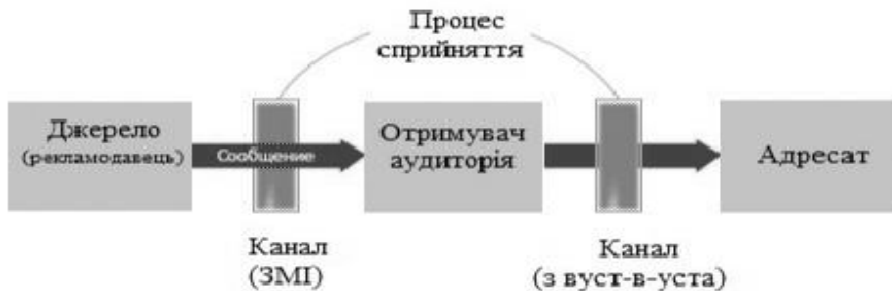 Процес
сприйняття
Джерело
(рекламодавець)
Сообщение
Отримувач
аудиторія
Адресат
Канал
(ЗМІ)
Канал
(з вуст-в-уста)